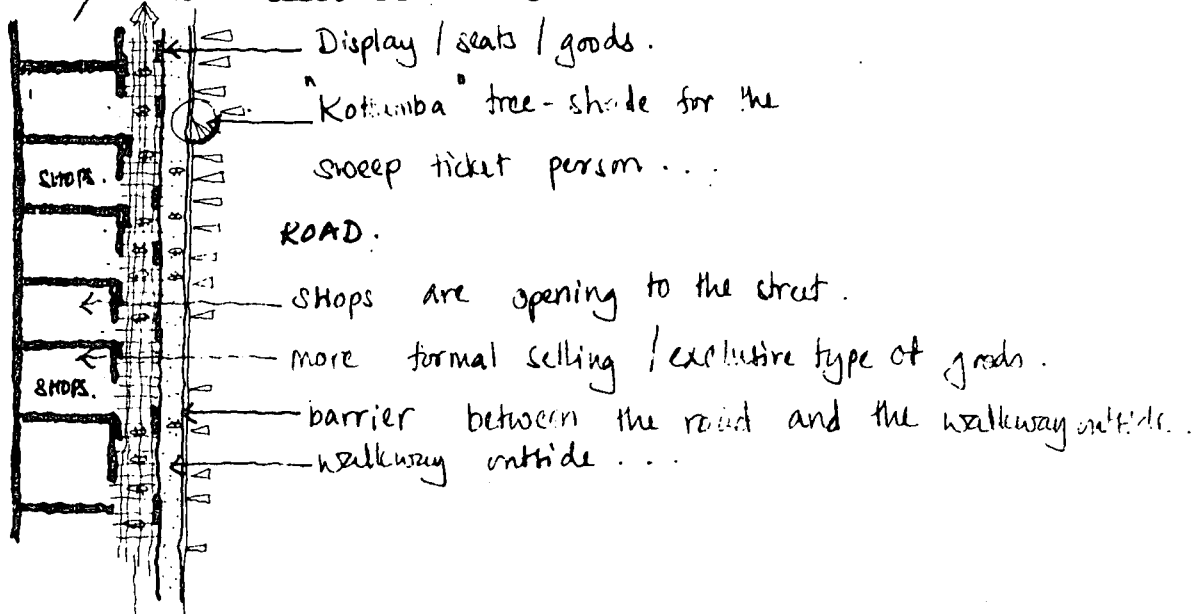 Display / seats / goods.
"Kottamba" tree - shade for the
sweep ticket person ...
SHOPS.
ROAD.
SHOPS are opening to the street.
more formal selling / exclusive type of goods.
SHOPS.
barrier between the road and the walkway outside..
walkway outside ...